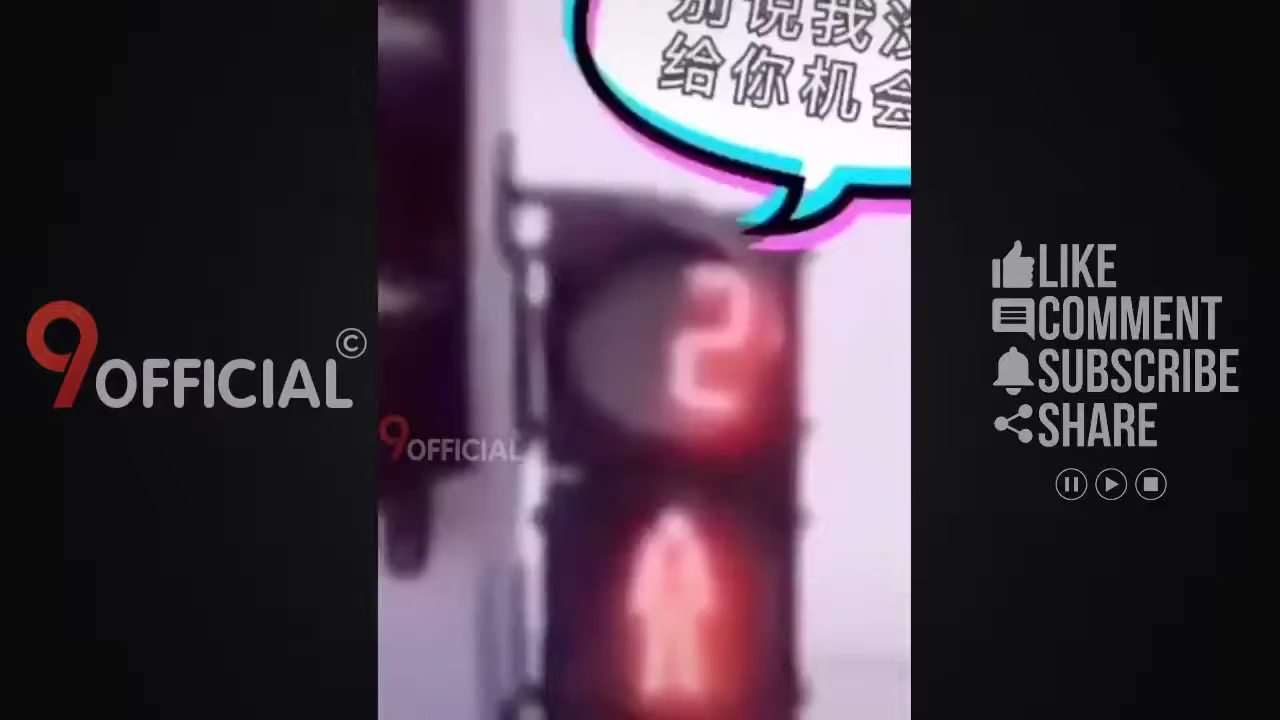 别说我没
给你机会
2
9OFFICIAL ©
9OFFICIAL
LIKE
COMMENT
SUBSCRIBE
SHARE